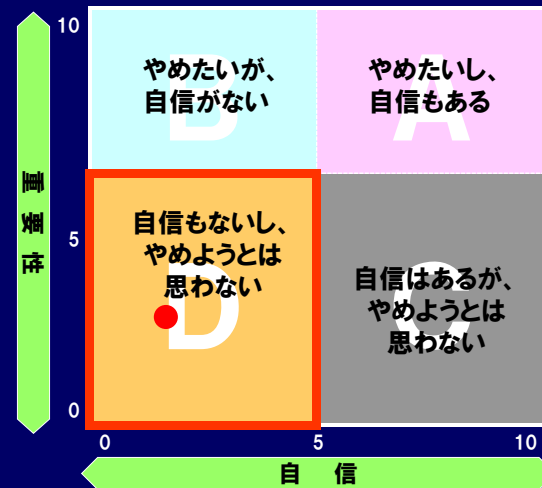 10
B
やめたいが、
自信がない
A
やめたいし、
自信もある
重要性
5
D
自信もないし、
やめようとは
思わない
C
自信はあるが、
やめようとは
思わない
0
0
5
10
自 信